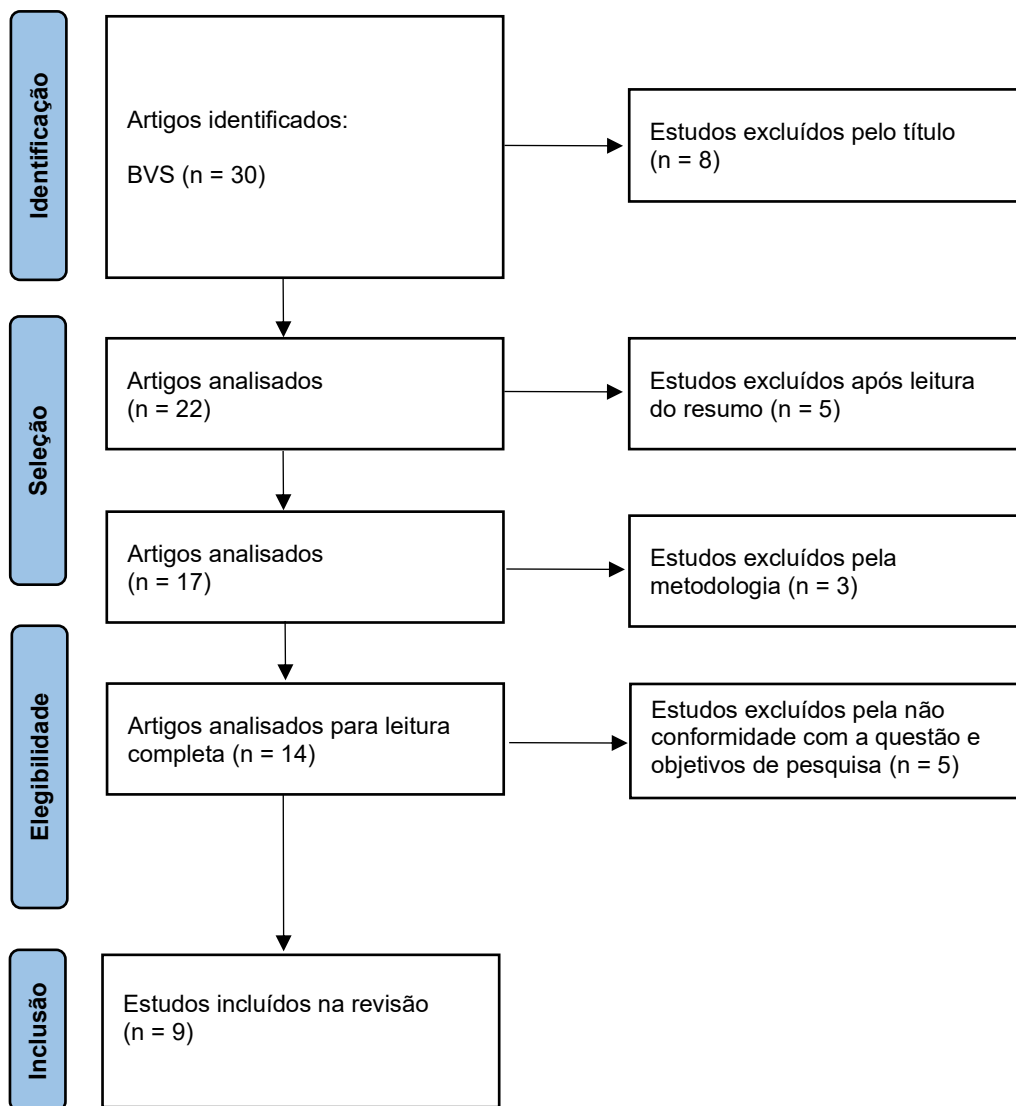 Identificação
Artigos identificados:
BVS (n = 30)
Estudos excluídos pelo título
(n = 8)
Seleção
Artigos analisados
(n = 22)
Estudos excluídos após leitura
do resumo (n = 5)
Artigos analisados
(n = 17)
Estudos excluídos pela
metodologia (n = 3)
Elegibilidade
Artigos analisados para leitura
completa (n = 14)
Estudos excluídos pela não
conformidade com a questão e
objetivos de pesquisa (n = 5)
Inclusão
Estudos incluídos na revisão
(n = 9)